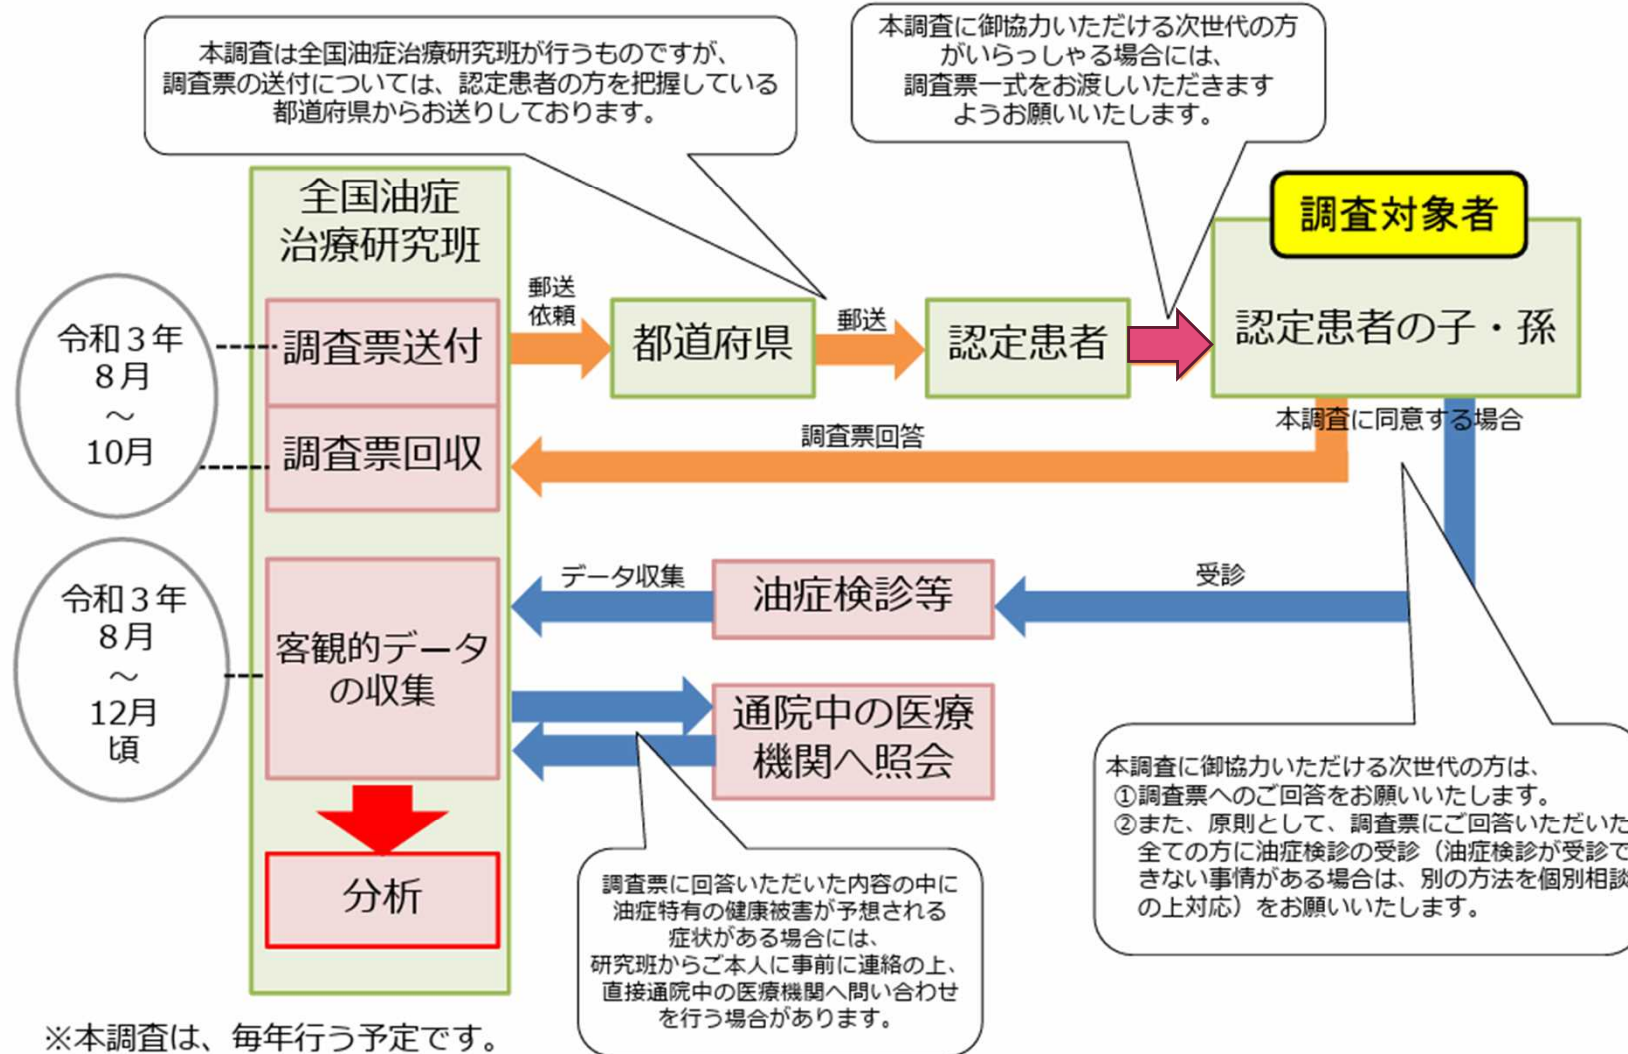 本調査は全国油症治療研究班が行うものですが、
調査票の送付については、認定患者の方を把握している
都道府県からお送りしております。
本調査に御協力いただける次世代の方
がいらっしゃる場合には、
調査票一式をお渡しいただきます
ようお願いいたします。
全国油症
治療研究班
調査対象者
令和３年
８月
～
10月
調査票送付
郵送
依頼
都道府県
郵送
認定患者
認定患者の子・孫
調査票回収
調査票回答
本調査に同意する場合
令和３年
８月
～
12月
頃
客観的データ
の収集
データ収集
油症検診等
受診
通院中の医療
機関へ照会
分析
調査票に回答いただいた内容の中に
油症特有の健康被害が予想される
症状がある場合には、
研究班からご本人に事前に連絡の上、
直接通院中の医療機関へ問い合わせ
を行う場合があります。
本調査に御協力いただける次世代の方は、
①調査票へのご回答をお願いいたします。
②また、原則として、調査票にご回答いただいた
全ての方に油症検診の受診（油症検診が受診で
きない事情がある場合は、別の方法を個別相談
の上対応）をお願いいたします。
※本調査は、毎年行う予定です。